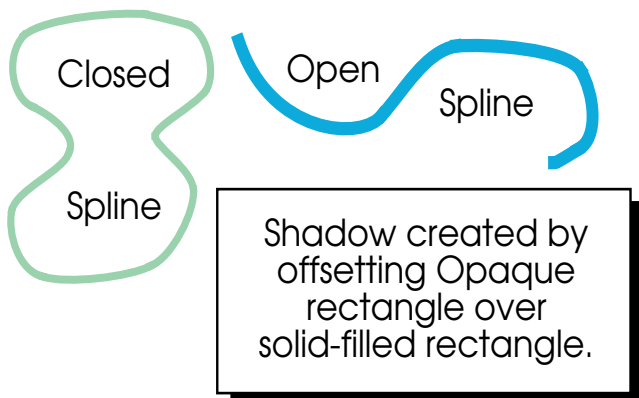 Closed
Spline
Open
Spline
Shadow created by
offsetting Opaque
rectangle over
solid-filled rectangle.